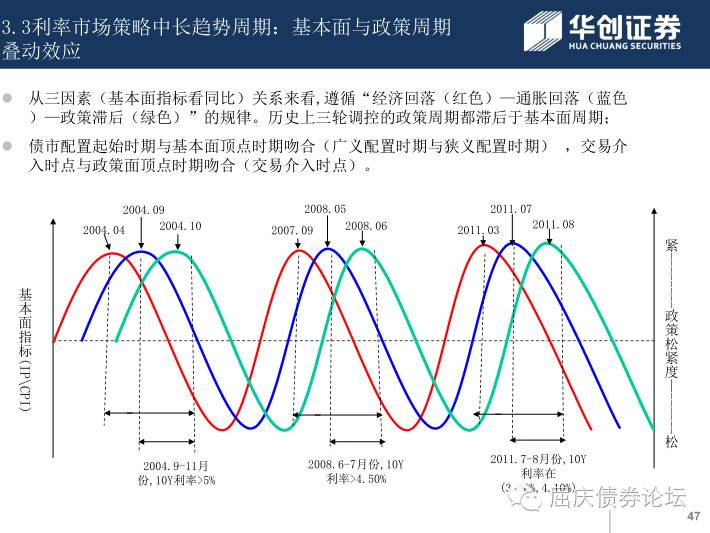 3.3利率市场策略中长趋势周期：基本面与政策周期
叠动效应
华创证券
HUA CHUANG SECURITIES
从三因素（基本面指标看同比）关系来看,遵循“经济回落（红色）—通胀回落（蓝色
）—政策滞后（绿色）”的规律。历史上三轮调控的政策周期都滞后于基本面周期；
债市配置起始时期与基本面顶点时期吻合（广义配置时期与狭义配置时期） ，交易介
入时点与政策面顶点时期吻合（交易介入时点）。
2004.09
2004.04
2004.10
2008.05
2007.09
2008.06
2011.07
2011.03
2011.08
基本面指标(IP\CPI)
紧———政策松紧度———松
2004.9-11月
份,10Y利率>5%
2008.6-7月份,10Y
利率>4.50%
2011.7-8月份,10Y
利率在
4.10%)
屈庆债券论坛
47